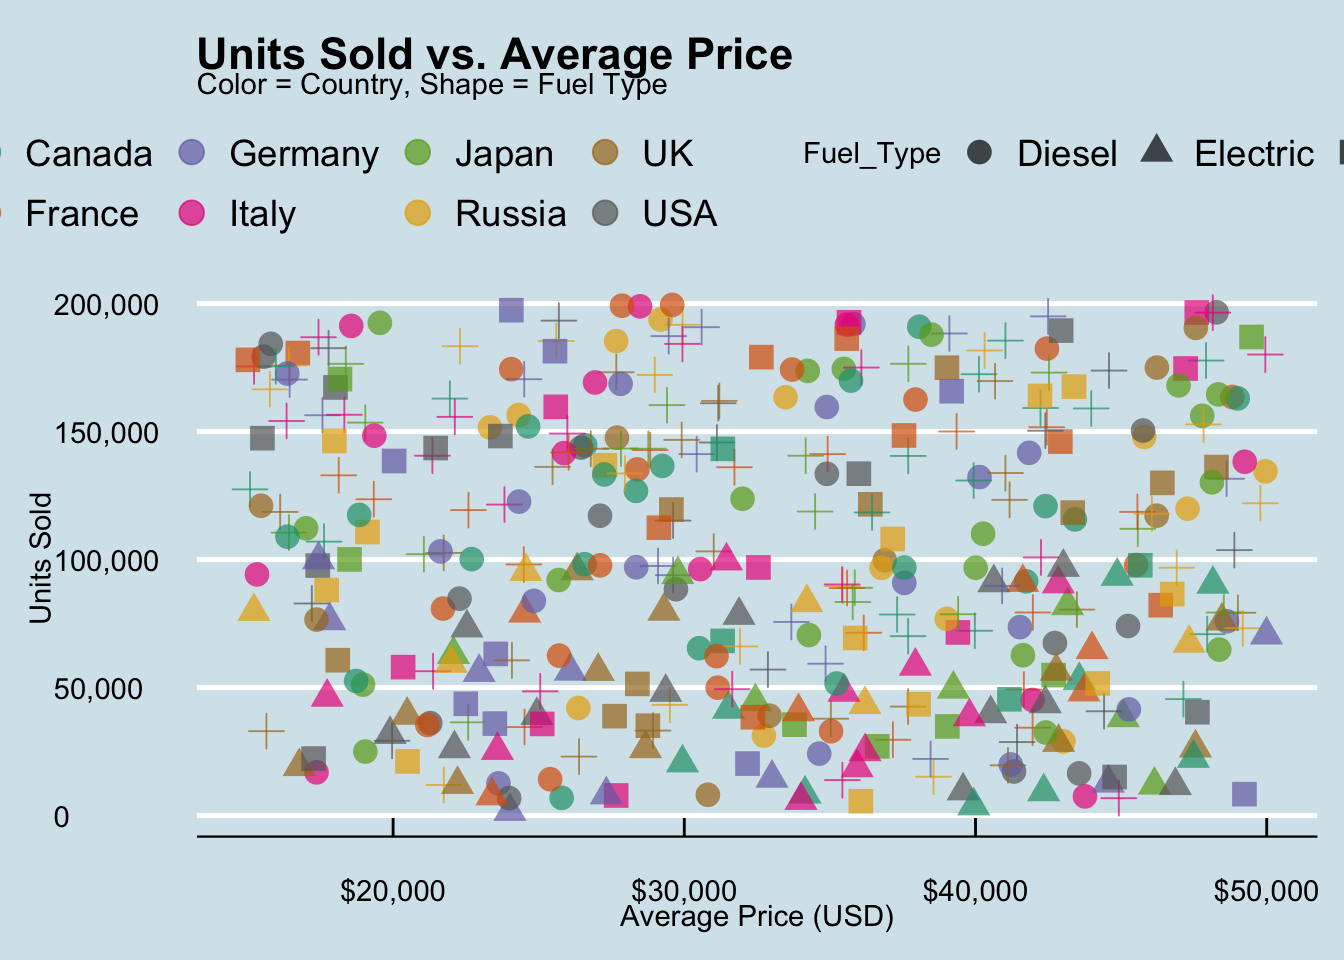 Units Sold vs. Average Price
Color = Country, Shape = Fuel Type
Canada Germany Japan UK Fuel_Type Diesel Electric
France Italy Russia USA
200,000
150,000
100,000
50,000
0
Units Sold
$20,000 $30,000 $40,000 $50,000
Average Price (USD)